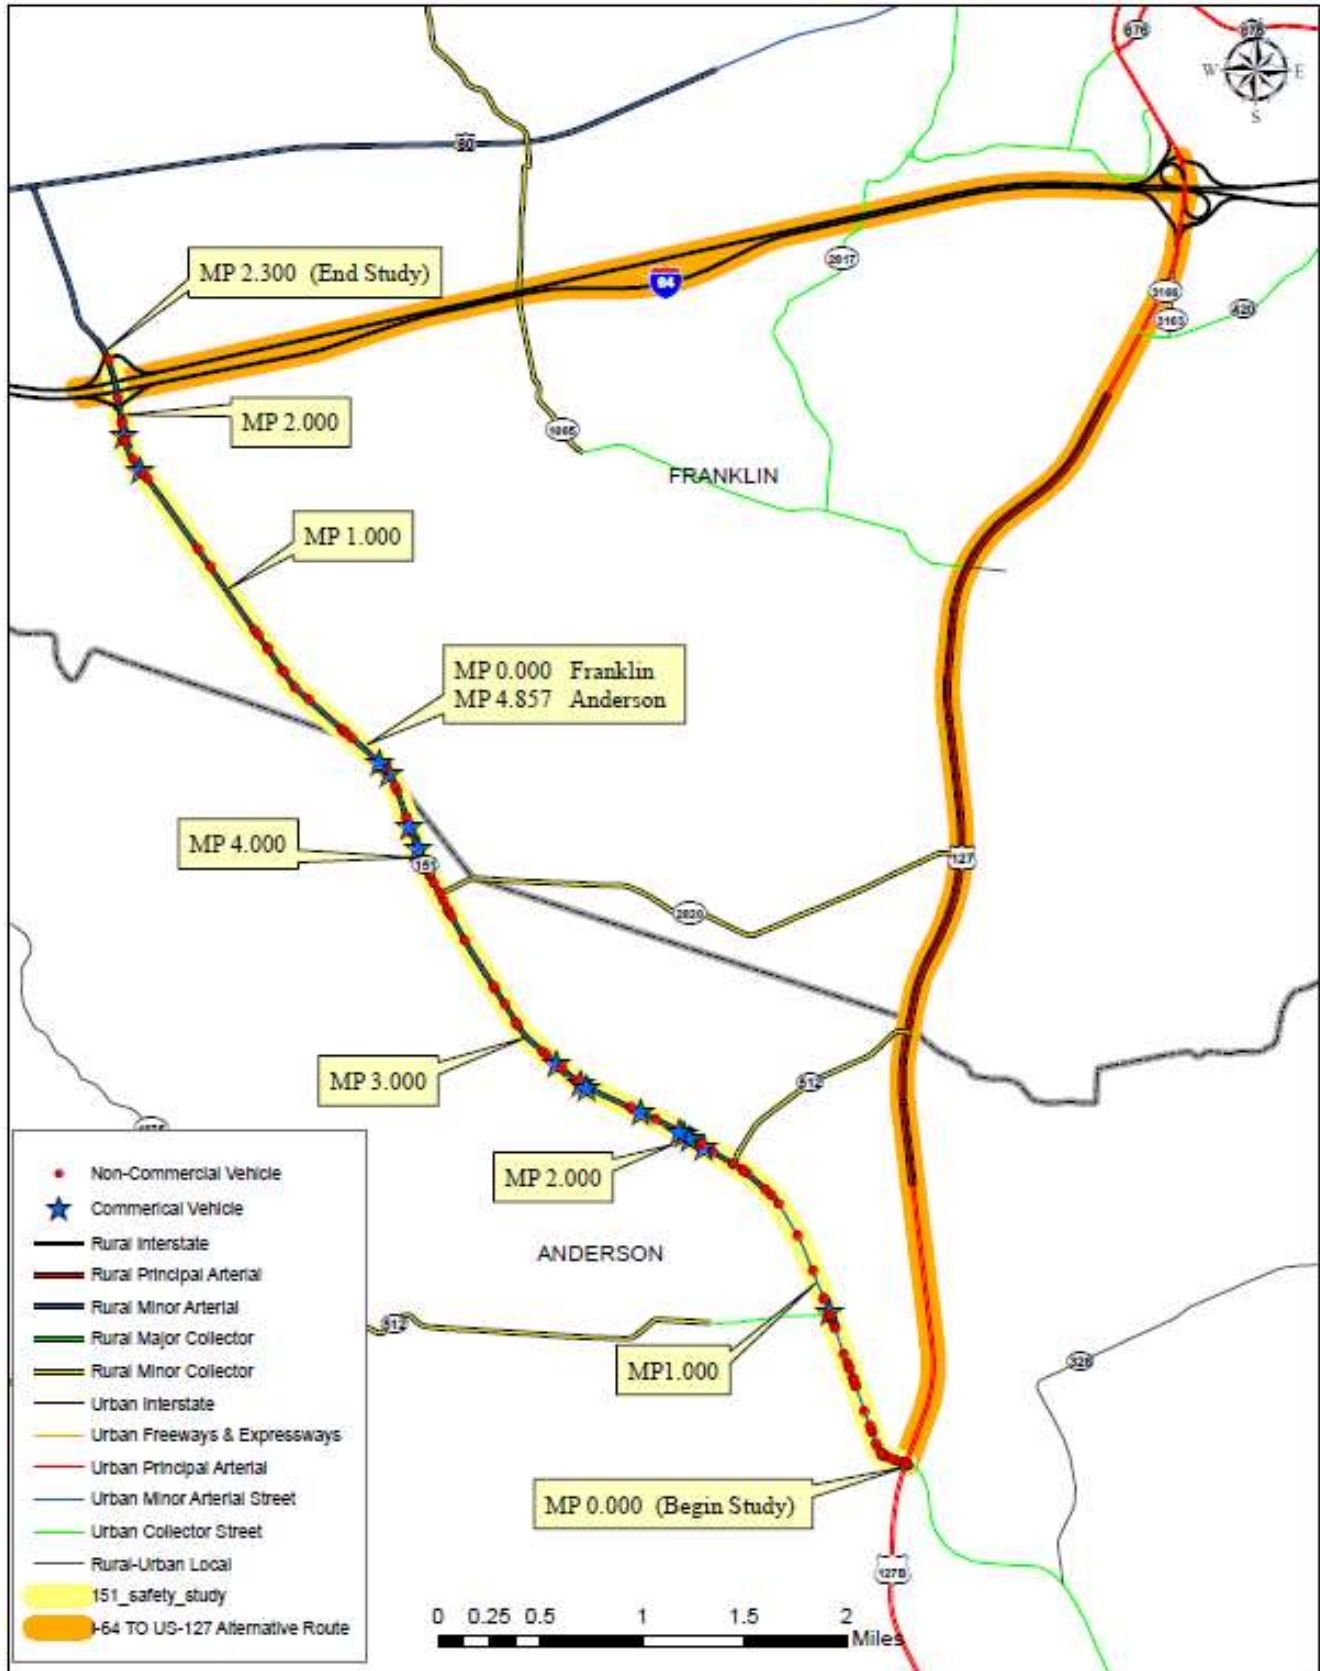 676
676
W E
S
60
MP 2.300 (End Study)
2817
64
3166
3163
420
MP 2.000
1665
FRANKLIN
MP 1.000
MP 0.000 Franklin
MP 4.857 Anderson
MP 4.000
151
127
2820
MP 3.000
512
MP 2.000
ANDERSON
512
MP1.000
326
MP 0.000 (Begin Study)
127B
Non-Commercial Vehicle
Commerical Vehicle
Rural Interstate
Rural Principal Arterial
Rural Minor Arterial
Rural Major Collector
Rural Minor Collector
Urban Interstate
Urban Freeways & Expressways
Urban Principal Arterial
Urban Minor Arterial Street
Urban Collector Street
Rural-Urban Local
151_safety_study
I-64 TO US-127 Alternative Route
0 0.25 0.5 1 1.5 2
Miles